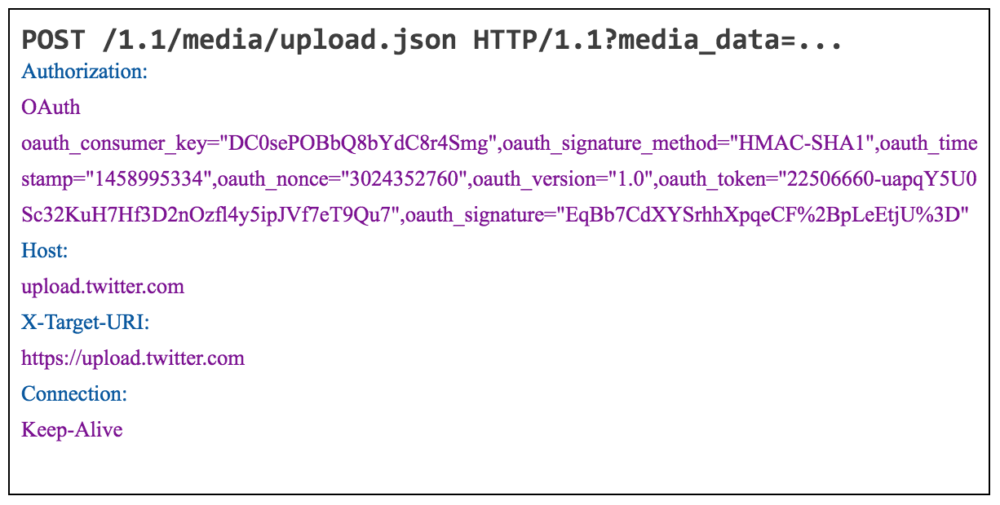 POST /1.1/media/upload.json HTTP/1.1?media_data=...
Authorization:
OAuth
oauth_consumer_key="DC0sePOBbQ8bYdC8r4Smg",oauth_signature_method="HMAC-SHA1",oauth_time
stamp="1458995334",oauth_nonce="3024352760",oauth_version="1.0",oauth_token="22506660-uapqY5U0
Sc32KuH7Hf3D2nOzfl4y5ipJVf7eT9Qu7",oauth_signature="EqBb7CdXYSrhhXpqeCF%2BpLeEtjU%3D"
Host:
upload.twitter.com
X-Target-URI:
https://upload.twitter.com
Connection:
Keep-Alive